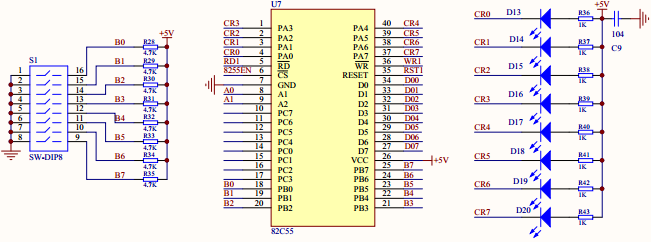 S1
1
2
3
4
5
6
7
8
16
15
14
13
12
11
10
9
SW-DIP8
B0
B1
B2
B3
B4
B5
B6
B7
+5V
R28
4.7K
R29
4.7K
R30
4.7K
R31
4.7K
R32
4.7K
R33
4.7K
R34
4.7K
R35
4.7K
U7
CR3 1 PA3 PA4 40 CR4
CR2 2 PA2 PA5 39 CR5
CR1 3 PA1 PA6 38 CR6
CR0 4 PA0 PA7 37 CR7
RD1 5 RD WR 36 WR1
8255EN 6 CS RESET 35 RST1
7 GND D0 34 D00
A0 8 A1 D1 33 D01
A1 9 A2 D2 32 D02
10 PC7 D3 31 D03
11 PC6 D4 30 D04
12 PC5 D5 29 D05
13 PC4 D6 28 D06
14 PC0 D7 27 D07
15 PC1 VCC 26 +5V
16 PC2 PB7 25 B7
17 PC3 PB6 24 B6
B0 18 PB0 PB5 23 B5
B1 19 PB1 PB4 22 B4
B2 20 PB2 PB3 21 B3
82C55
+5V
CR0 D13 R36
1K
CR1 D14 R37
1K
CR2 D15 R38
1K
CR3 D16 R39
1K
CR4 D17 R40
1K
CR5 D18 R41
1K
CR6 D19 R42
1K
CR7 D20 R43
1K
104
C9